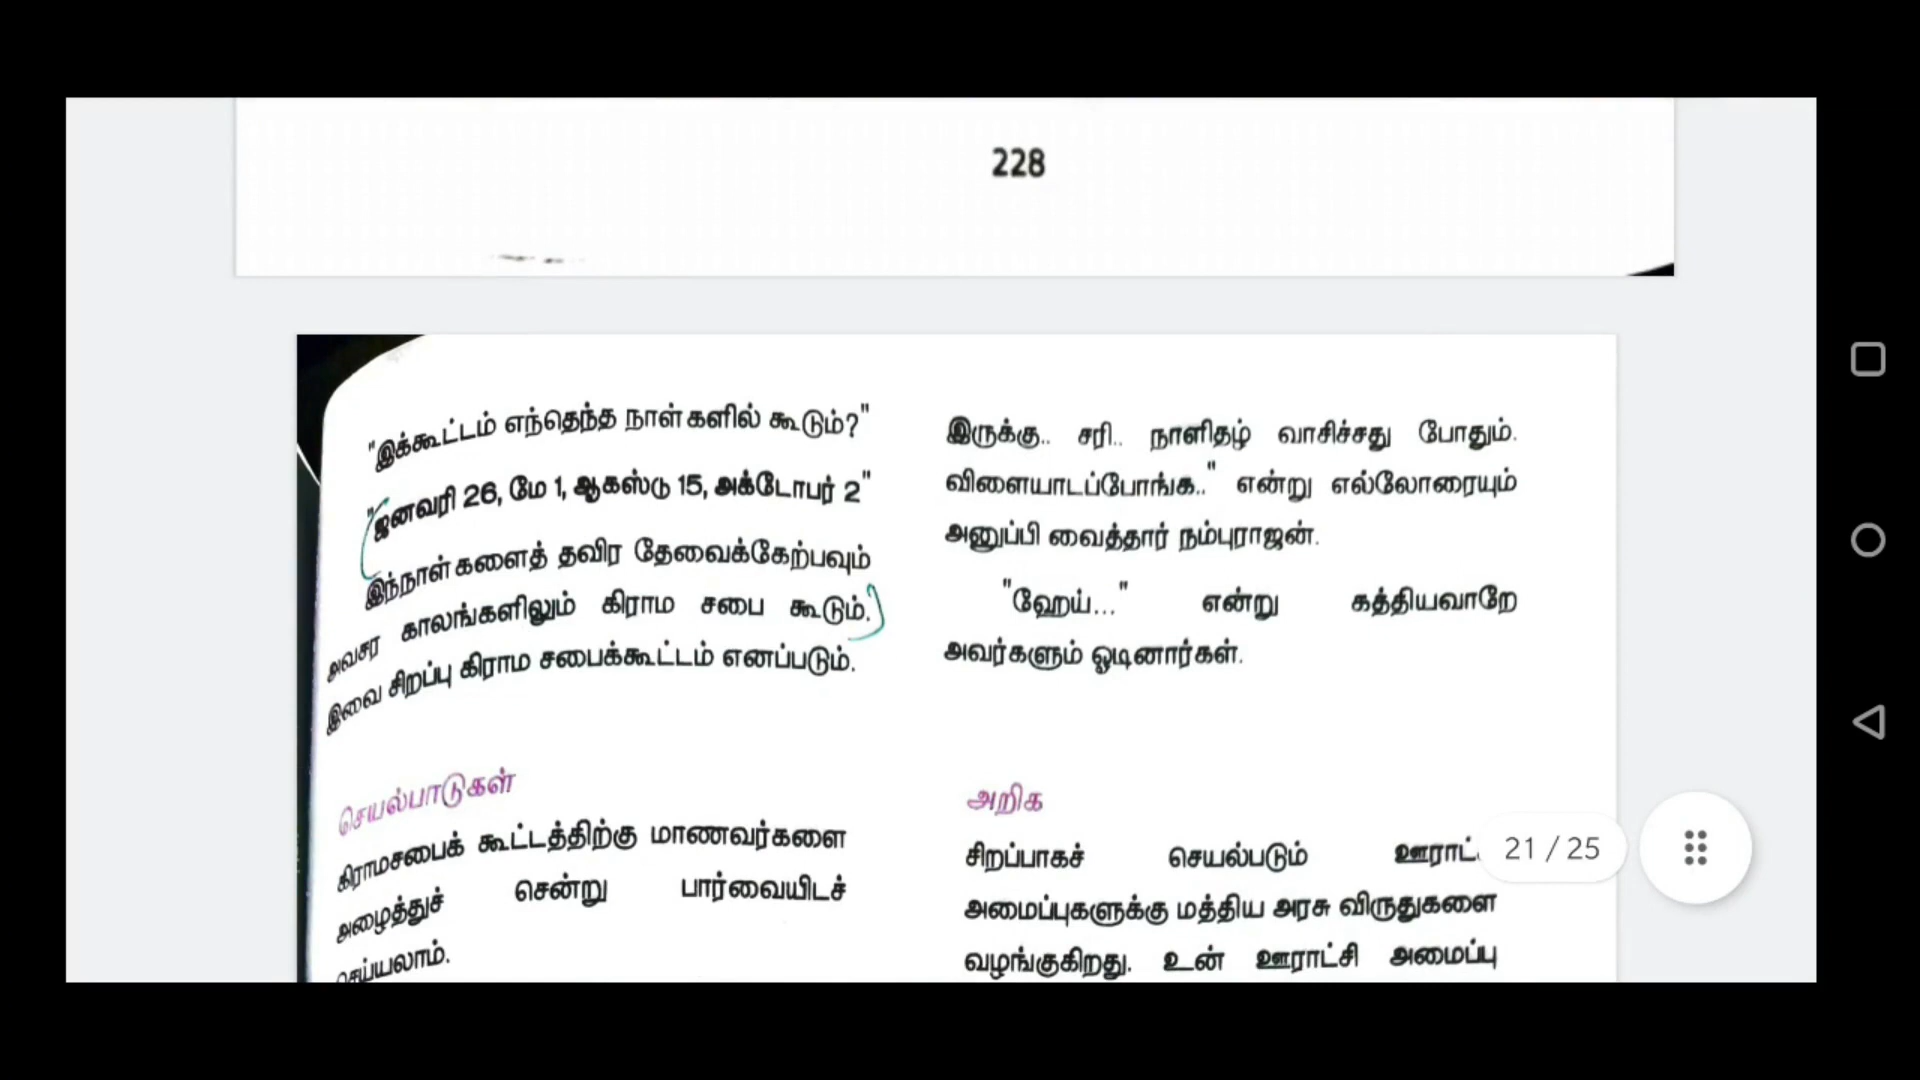 228
"இக்கூட்டம் எந்தெந்த நாள்களில் கூடும்?"
"ஜனவரி 26, மே 1, ஆகஸ்டு 15, அக்டோபர் 2"
இந்நாள்களைத் தவிர தேவைக்கேற்பவும்
அவசர காலங்களிலும் கிராம சபை கூடும்.
இவை சிறப்பு கிராம சபைக்கூட்டம் எனப்படும்.
செயல்பாடுகள்
கிராமசபைக் கூட்டத்திற்கு மாணவர்களை
அழைத்துச் சென்று பார்வையிடச்
செய்யலாம்.
இருக்கு.. சரி.. நாளிதழ் வாசிச்சது போதும்.
விளையாடப்போங்க.." என்று எல்லோரையும்
அனுப்பி வைத்தார் நம்புராஜன்.
"ஹேய்..." என்று கத்தியவாறே
அவர்களும் ஓடினார்கள்.
அறிக
சிறப்பாகச் செயல்படும்
அமைப்புகளுக்கு மத்திய அரசு விருதுகளை
வழங்குகிறது. உன் ஊராட்சி அமைப்பு
21 / 25